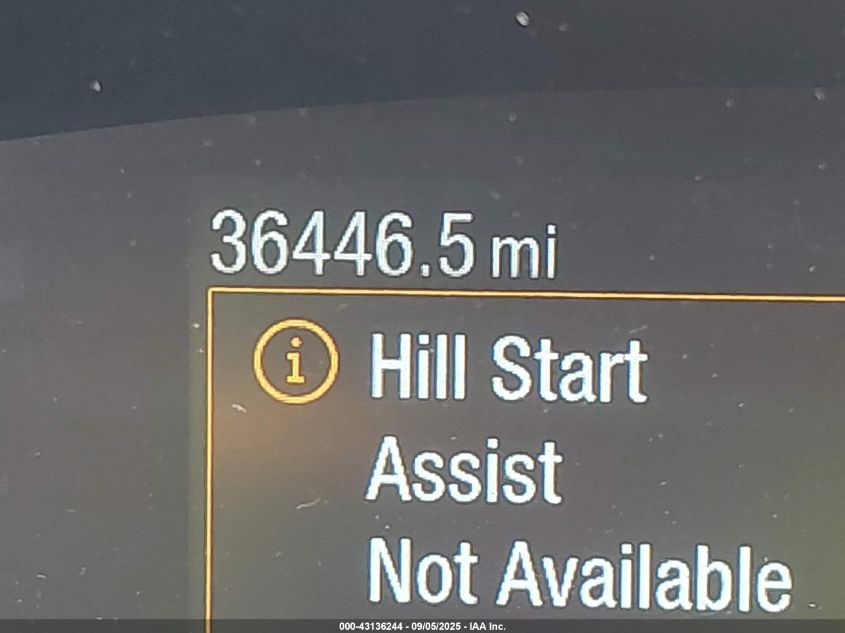 36446.5 mi
i Hill Start
Assist
Not Available
000-43136244 - 09/05/2025 - IAA Inc.